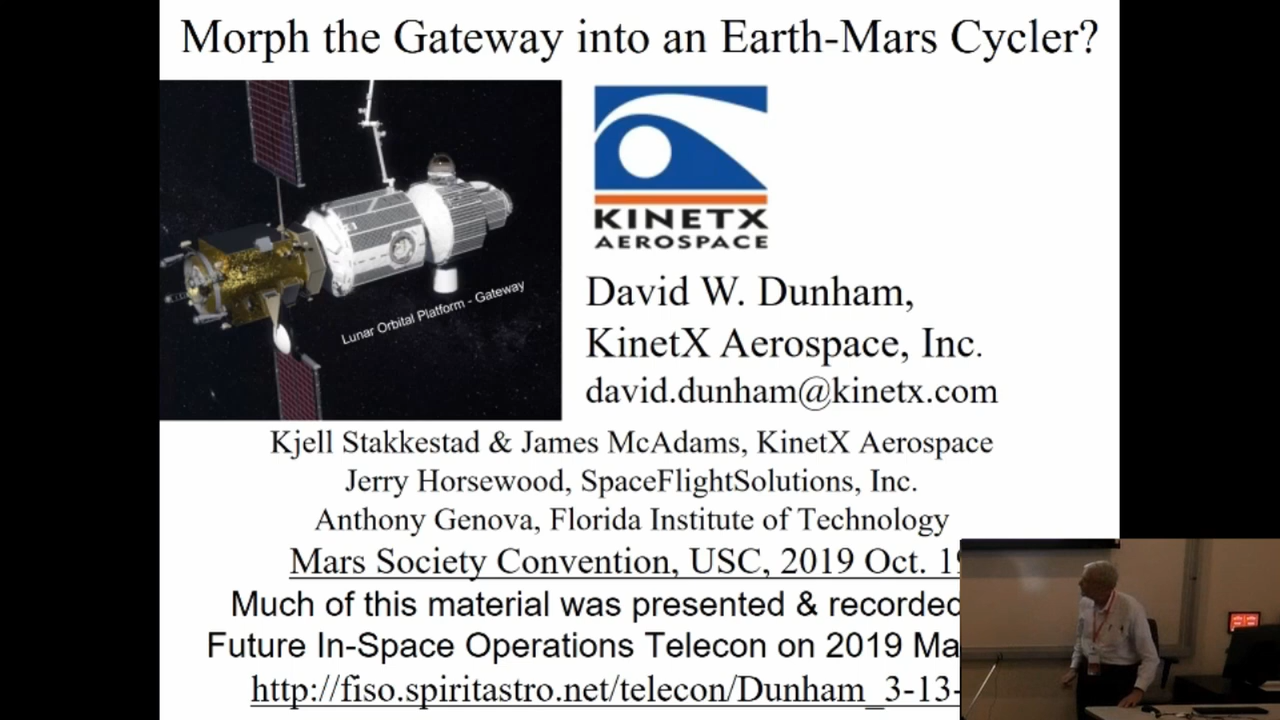 Morph the Gateway into an Earth-Mars Cycler?
Lunar Orbital Platform - Gateway
KINETX
AEROSPACE
David W. Dunham,
KinetX Aerospace, Inc.
david.dunham@kinetx.com
Kjell Stakkestad & James McAdams, KinetX Aerospace
Jerry Horsewood, SpaceFlightSolutions, Inc.
Anthony Genova, Florida Institute of Technology
Mars Society Convention, USC, 2019 Oct.
Much of this material was presented & recorded
Future In-Space Operations Telecon on 2019
http://fiso.spiritastro.net/telecon/Dunham_3-13-